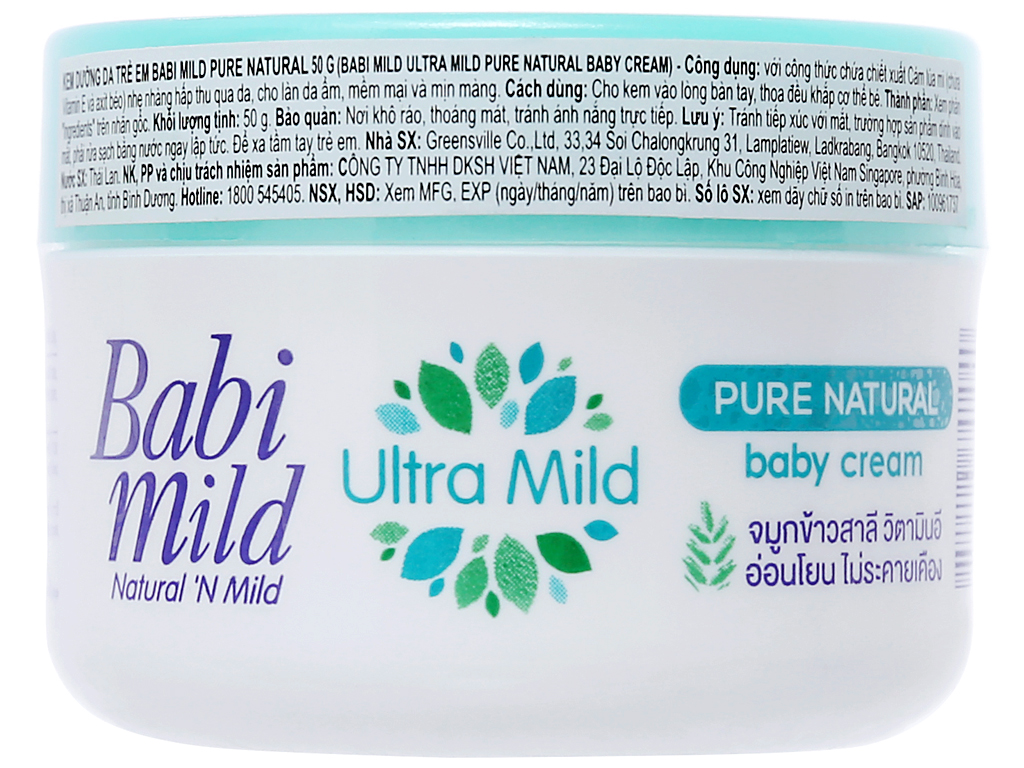 KEM DƯỠNG DA TRẺ EM BABI MILD PURE NATURAL 50 G (BABI MILD ULTRA MILD PURE NATURAL BABY CREAM) - Công dụng: với công thức chứa chiết xuất Cám lúa mì (chứa
Vitamin E và axit béo) nhẹ nhàng hấp thu qua da, cho làn da ẩm, mềm mại và mịn màng. Cách dùng: Cho kem vào lòng bàn tay, thoa đều khắp cơ thể bé. Thành phần: Xem phần
"Ingredients" trên nhãn gốc. Khối lượng tịnh: 50 g. Bảo quản: Nơi khô ráo, thoáng mát, tránh ánh nắng trực tiếp. Lưu ý: Tránh tiếp xúc với mắt, trường hợp sản phẩm dính vào
mắt, phải rửa sạch bằng nước ngay lập tức. Để xa tầm tay trẻ em. Nhà SX: Greensville Co.,Ltd, 33,34 Soi Chalongkrung 31, Lamplatiew, Ladkrabang, Bangkok 10520, Thailand.
Nước SX: Thái Lan. NK, PP và chịu trách nhiệm sản phẩm: CÔNG TY TNHH DKSH VIỆT NAM, 23 Đại Lộ Độc Lập, Khu Công Nghiệp Việt Nam Singapore, phường Bình Hòa,
thị xã Thuận An, tỉnh Bình Dương. Hotline: 1800 545405. NSX, HSD: Xem MFG, EXP (ngày/tháng/năm) trên bao bì. Số lô SX: xem dãy chữ số in trên bao bì. SAP: 100961737
Babi
Mild
Natural 'N Mild
Ultra Mild
PURE NATURAL
baby cream
จมูกข้าวสาลี วิตามินอี
อ่อนโยน ไม่ระคายเคือง